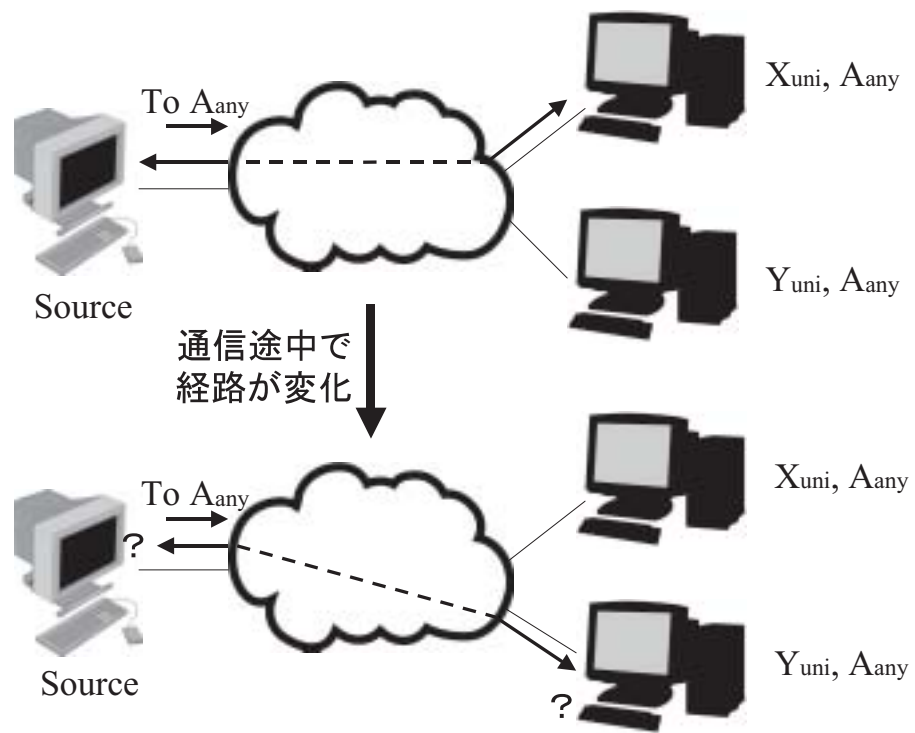 To Aany
Xuni, Aany
Yuni, Aany
Source
通信途中で
経路が変化
Xuni, Aany
To Aany
?
Yuni, Aany
?
Source